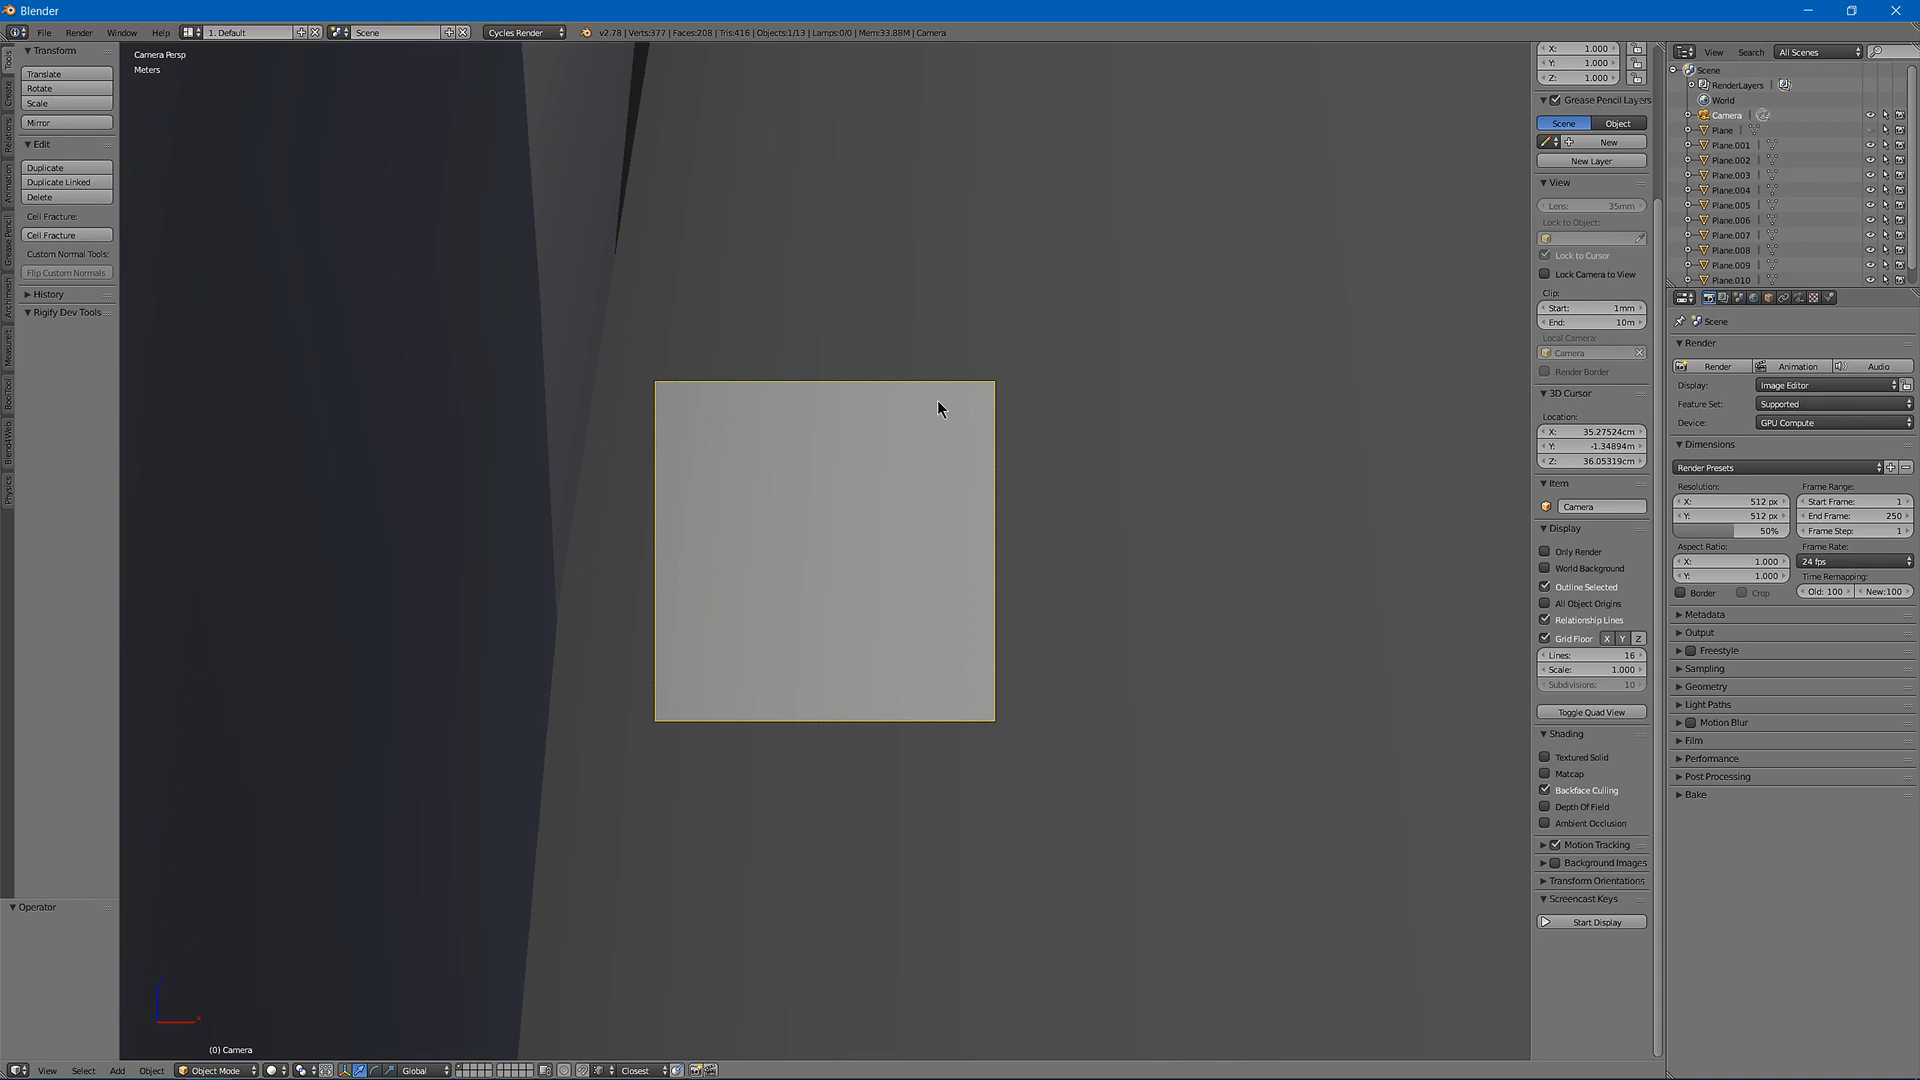 Blender
File Render Window Help 1. Default Scene Cycles Render v2.78 | Verts:377 | Faces:208 | Tris:416 | Objects:1/13 | Lamps:0/0 | Mem:33.88M | Camera
Tools
Create
Relations
Animation
Grease Pencil
Archimesh
Measureit
BoolTool
Blend4Web
Physics
Transform
Translate
Rotate
Scale
Mirror
Edit
Duplicate
Duplicate Linked
Delete
Cell Fracture:
Cell Fracture
Custom Normal Tools:
Flip Custom Normals
History
Rigify Dev Tools
Operator
Camera Persp
Meters
(0) Camera
X: 1.000
Y: 1.000
Z: 1.000
Grease Pencil Layers
Scene Object
New
New Layer
View
Lens: 35mm
Lock to Object:
Lock to Cursor
Lock Camera to View
Clip:
Start: 1mm
End: 10m
Local Camera:
Camera
Render Border
3D Cursor
Location:
X: 35.27524cm
Y: -1.34894m
Z: 36.05319cm
Item
Camera
Display
Only Render
World Background
Outline Selected
All Object Origins
Relationship Lines
Grid Floor X Y Z
Lines: 16
Scale: 1.000
Subdivisions: 10
Toggle Quad View
Shading
Textured Solid
Matcap
Backface Culling
Depth Of Field
Ambient Occlusion
Motion Tracking
Background Images
Transform Orientations
Screencast Keys
Start Display
View Search All Scenes
Scene
RenderLayers
World
Camera
Plane
Plane.001
Plane.002
Plane.003
Plane.004
Plane.005
Plane.006
Plane.007
Plane.008
Plane.009
Plane.010
Scene
Render
Render Animation Audio
Display: Image Editor
Feature Set: Supported
Device: GPU Compute
Dimensions
Render Presets
Resolution: Frame Range:
X: 512 px Start Frame: 1
Y: 512 px End Frame: 250
50% Frame Step: 1
Aspect Ratio: Frame Rate:
X: 1.000 24 fps
Y: 1.000 Time Remapping:
Border Crop Old: 100 New:100
Metadata
Output
Freestyle
Sampling
Geometry
Light Paths
Motion Blur
Film
Performance
Post Processing
Bake
View Select Add Object Object Mode Global Closest